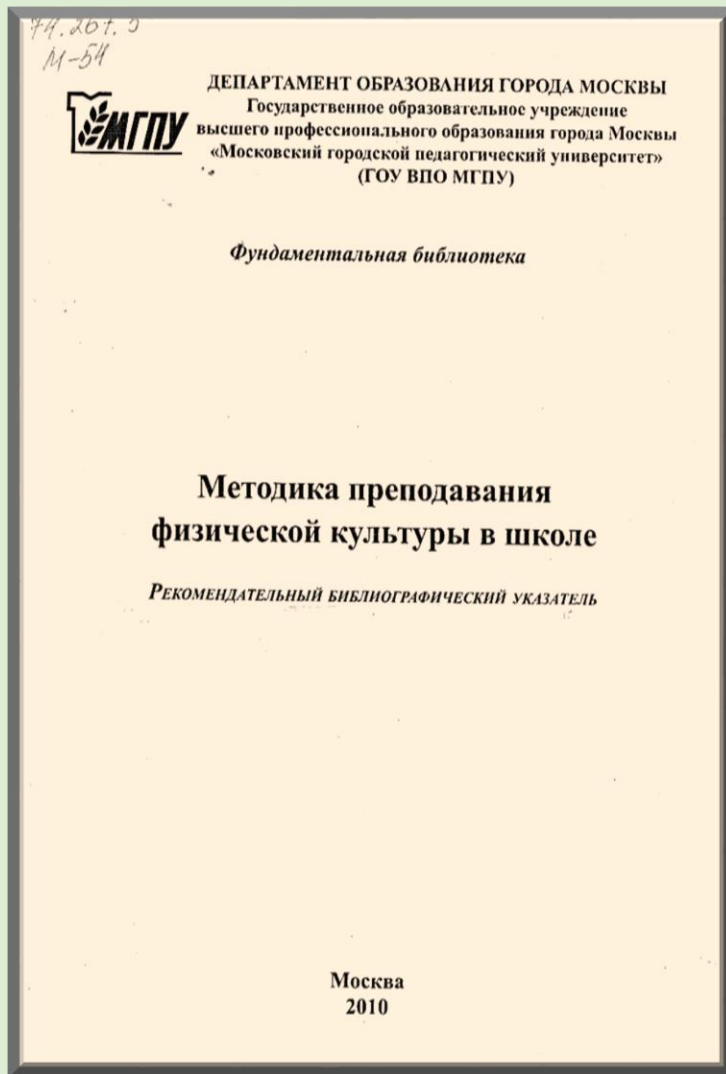 74.267.5
М-54
МГПУ
ДЕПАРТАМЕНТ ОБРАЗОВАНИЯ ГОРОДА МОСКВЫ
Государственное образовательное учреждение
высшего профессионального образования города Москвы
«Московский городской педагогический университет»
(ГОУ ВПО МГПУ)
Фундаментальная библиотека
Методика преподавания
физической культуры в школе
РЕКОМЕНДАТЕЛЬНЫЙ БИБЛИОГРАФИЧЕСКИЙ УКАЗАТЕЛЬ
Москва
2010